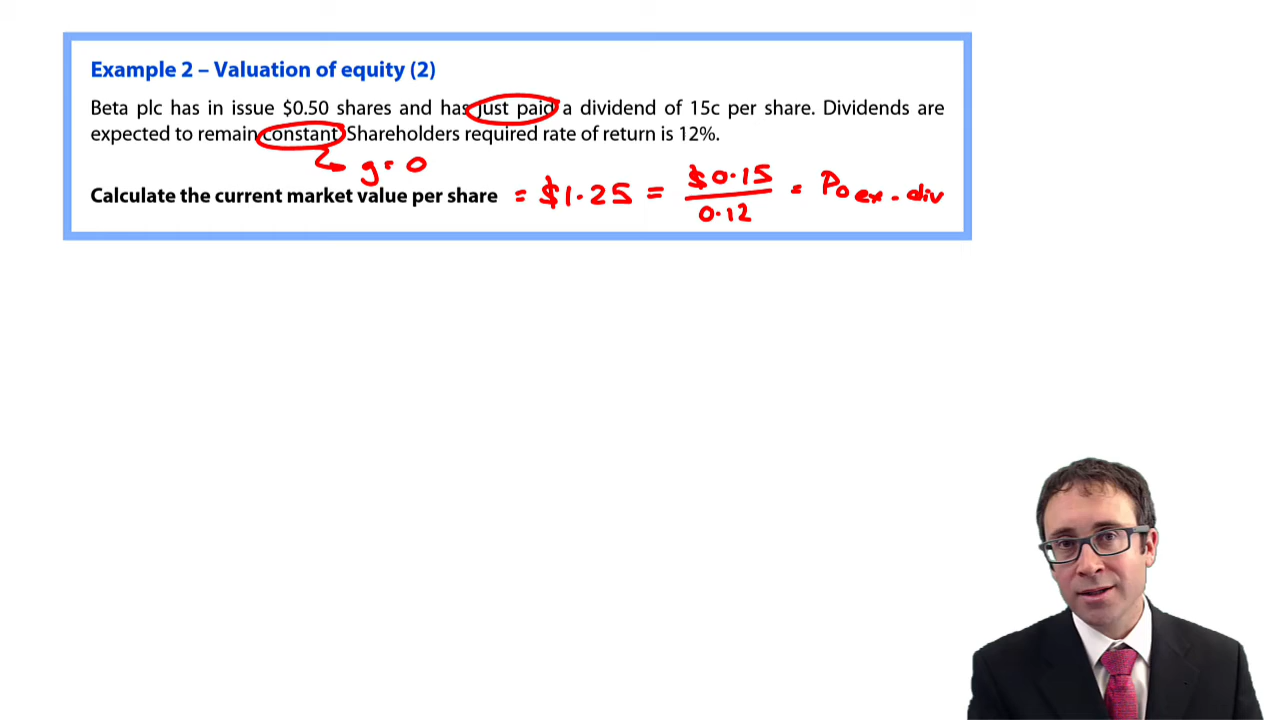 Example 2 – Valuation of equity (2)
Beta plc has in issue $0.50 shares and has just paid a dividend of 15c per share. Dividends are
expected to remain constant. Shareholders required rate of return is 12%.
g = 0
Calculate the current market value per share = $1.25 = $0.15 / 0.12 = P0 ex-div